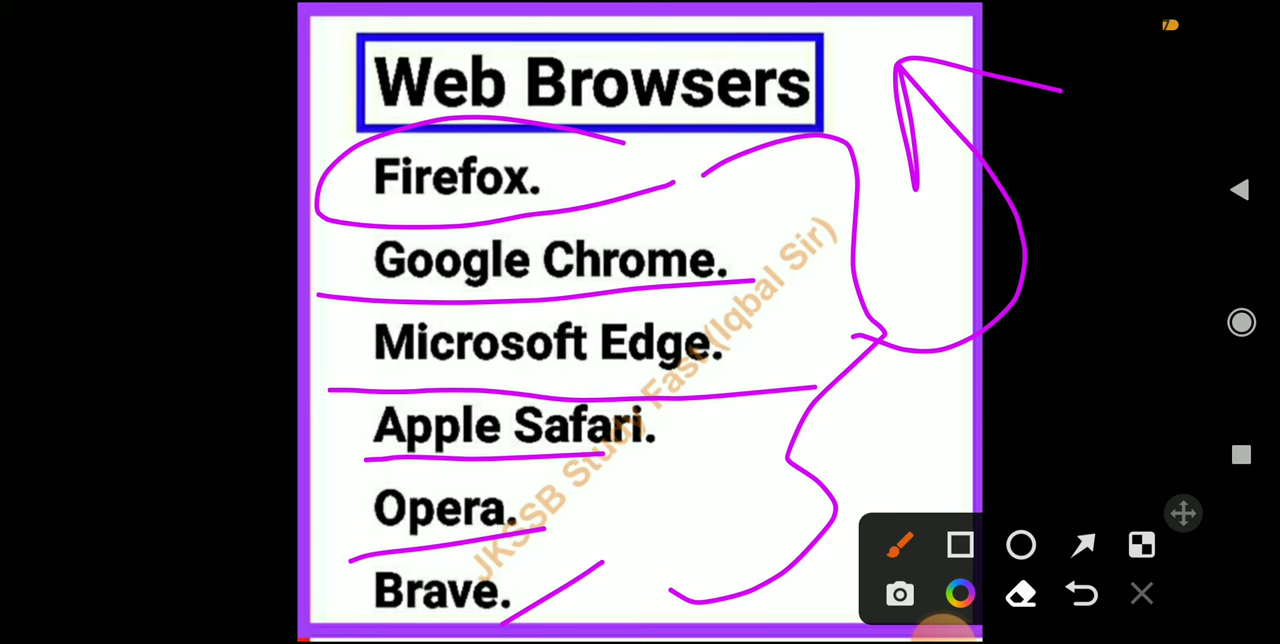 Web Browsers
Firefox.
Google Chrome.
Microsoft Edge.
Apple Safari.
Opera.
Brave.
JKSSB Study Fast (Iqbal Sir)